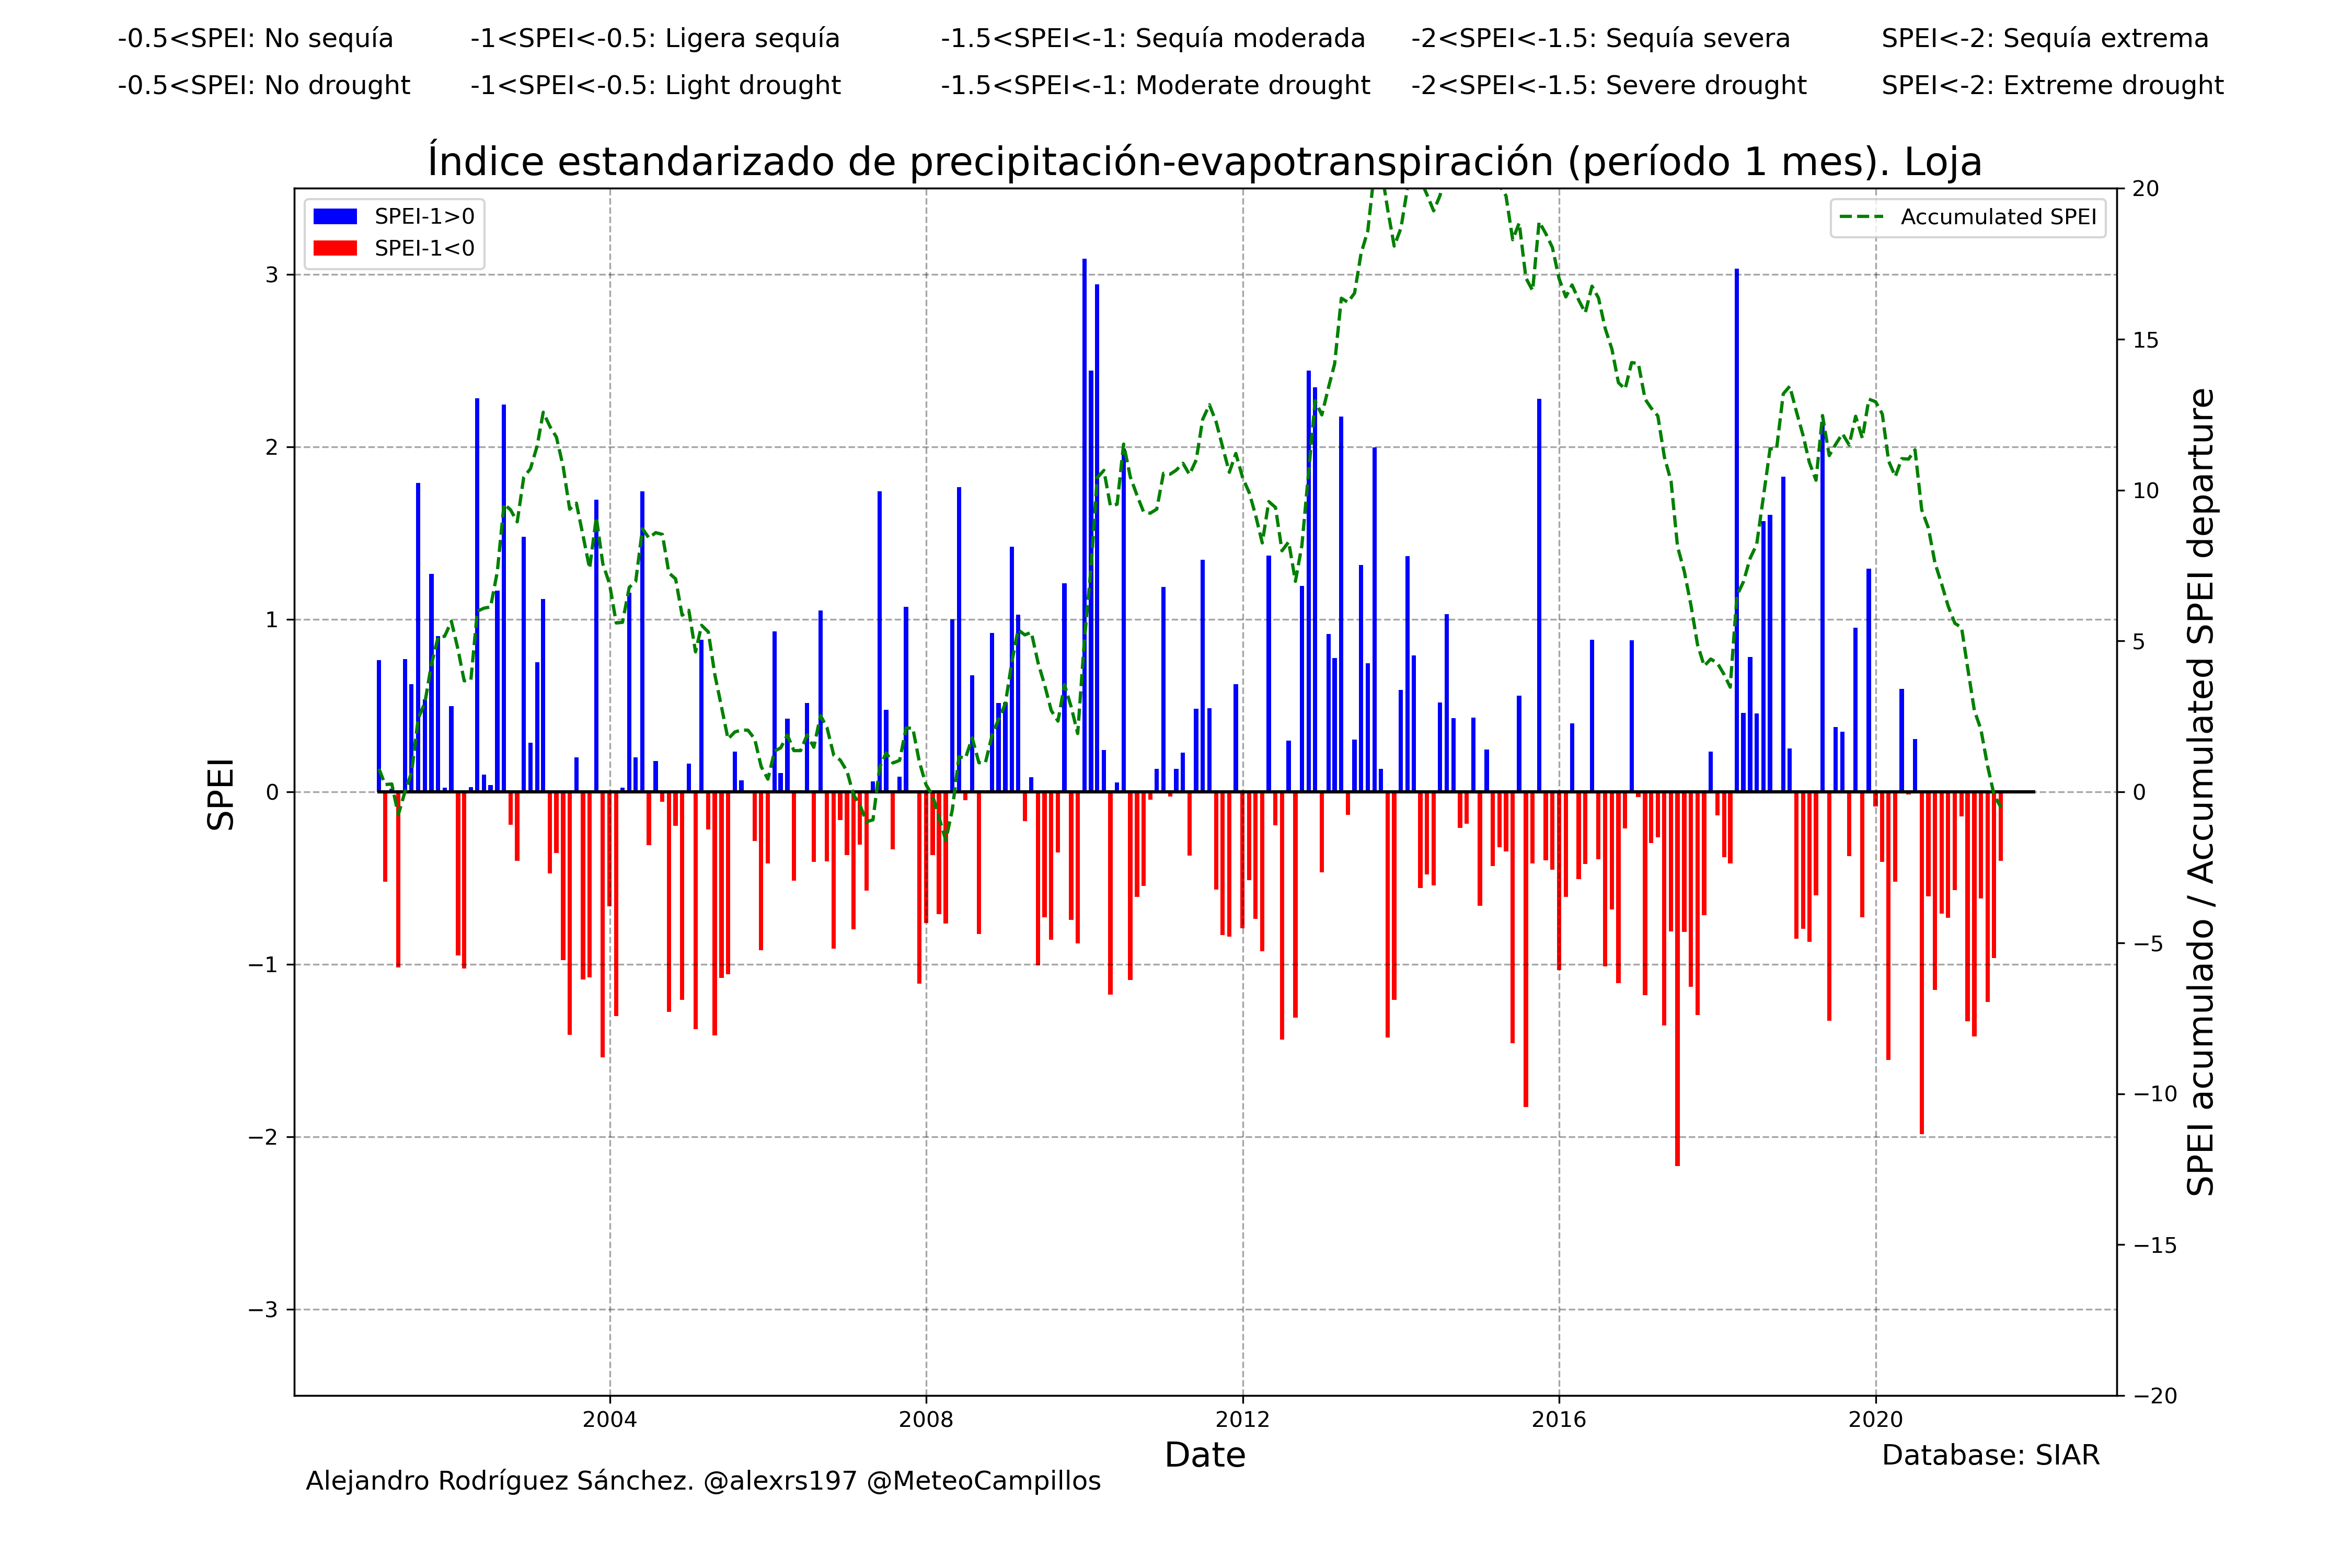 -0.5<SPEI: No sequía -1<SPEI<-0.5: Ligera sequía -1.5<SPEI<-1: Sequía moderada -2<SPEI<-1.5: Sequía severa SPEI<-2: Sequía extrema
-0.5<SPEI: No drought -1<SPEI<-0.5: Light drought -1.5<SPEI<-1: Moderate drought -2<SPEI<-1.5: Severe drought SPEI<-2: Extreme drought
Índice estandarizado de precipitación-evapotranspiración (período 1 mes). Loja
SPEI-1>0
SPEI-1<0
Accumulated SPEI
SPEI
3
2
1
0
−1
−2
−3
20
15
10
5
0
−5
−10
−15
−20
SPEI acumulado / Accumulated SPEI departure
2004 2008 2012 2016 2020
Date
Database: SIAR
Alejandro Rodríguez Sánchez. @alexrs197 @MeteoCampillos